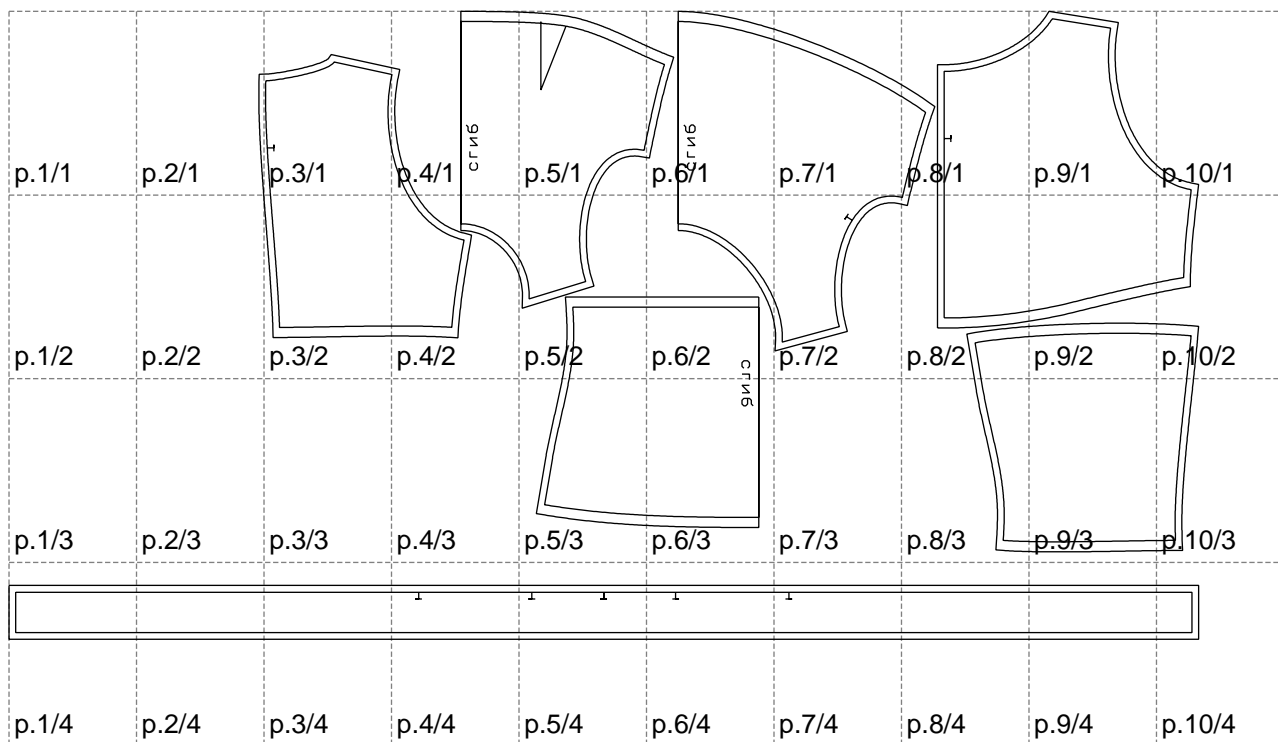 сгиб
сгиб
p.1/1 p.2/1 p.3/1 p.4/1 p.5/1 p.6/1 p.7/1 p.8/1 p.9/1 p.10/1
p.1/2 p.2/2 p.3/2 p.4/2 p.5/2 p.6/2 p.7/2 p.8/2 p.9/2 p.10/2
сгиб
p.1/3 p.2/3 p.3/3 p.4/3 p.5/3 p.6/3 p.7/3 p.8/3 p.9/3 p.10/3
p.1/4 p.2/4 p.3/4 p.4/4 p.5/4 p.6/4 p.7/4 p.8/4 p.9/4 p.10/4